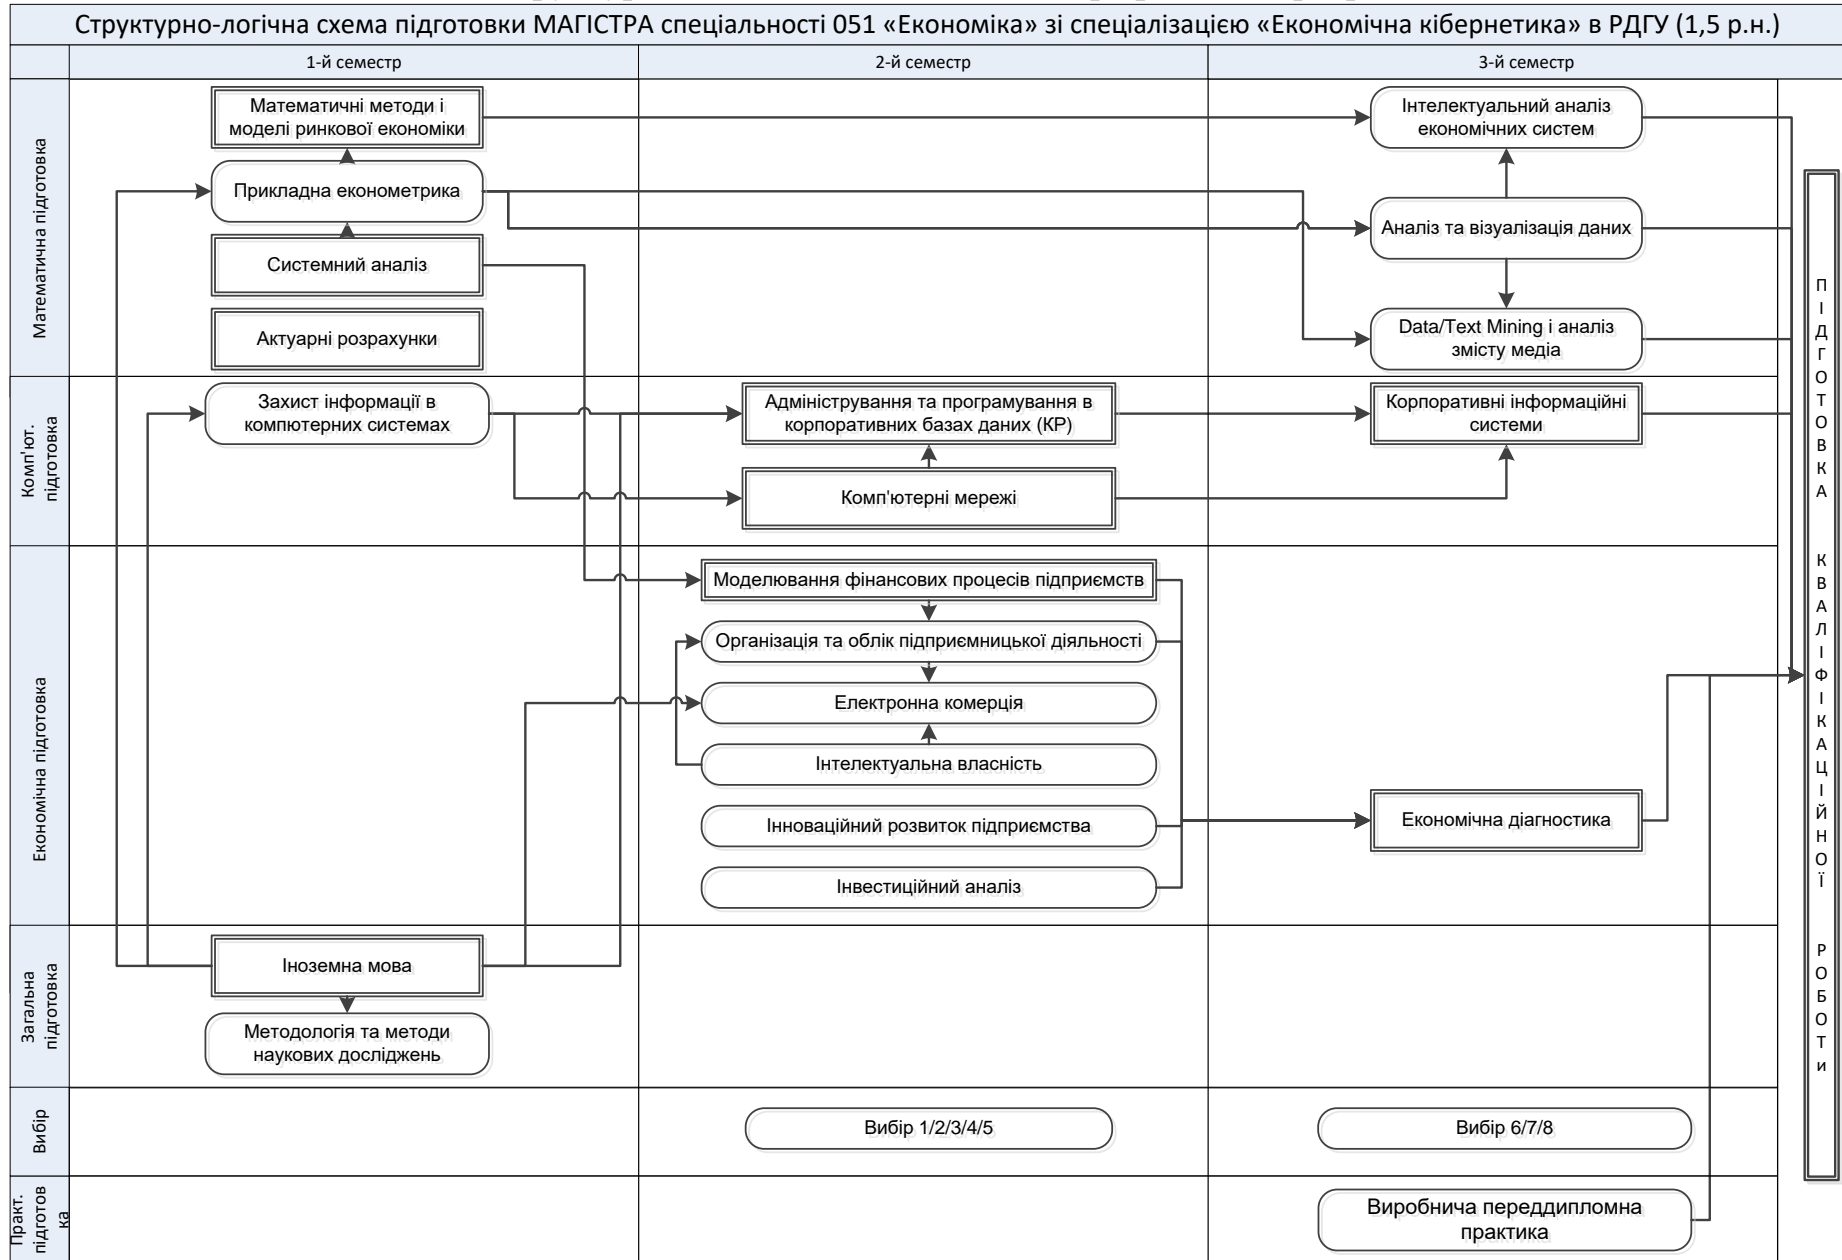 Структурно-логічна схема підготовки МАГІСТРА спеціальності 051 «Економіка» зі спеціалізацією «Економічна кібернетика» в РДГУ (1,5 р.н.)
1-й семестр
2-й семестр
3-й семестр
Математична підготовка
Математичні методи і
моделі ринкової економіки
Прикладна економетрика
Системний аналіз
Актуарні розрахунки
Інтелектуальний аналіз
економічних систем
Аналіз та візуалізація даних
Data/Text Mining і аналіз
змісту медіа
Комп'ют.
підготовка
Захист інформації в
компютерних системах
Адміністрування та програмування в
корпоративних базах даних (КР)
Комп'ютерні мережі
Корпоративні інформаційні
системи
Економічна підготовка
Моделювання фінансових процесів підприємств
Організація та облік підприємницької діяльності
Електронна комерція
Інтелектуальна власність
Інноваційний розвиток підприємства
Інвестиційний аналіз
Економічна діагностика
Загальна
підготовка
Іноземна мова
Методологія та методи
наукових досліджень
Вибір
Вибір 1/2/3/4/5
Вибір 6/7/8
Практ.
підготов
ка
Виробнича переддипломна
практика
ПІДГОТОВКА КВАЛІФІКАЦІЙНОЇ РОБОТи